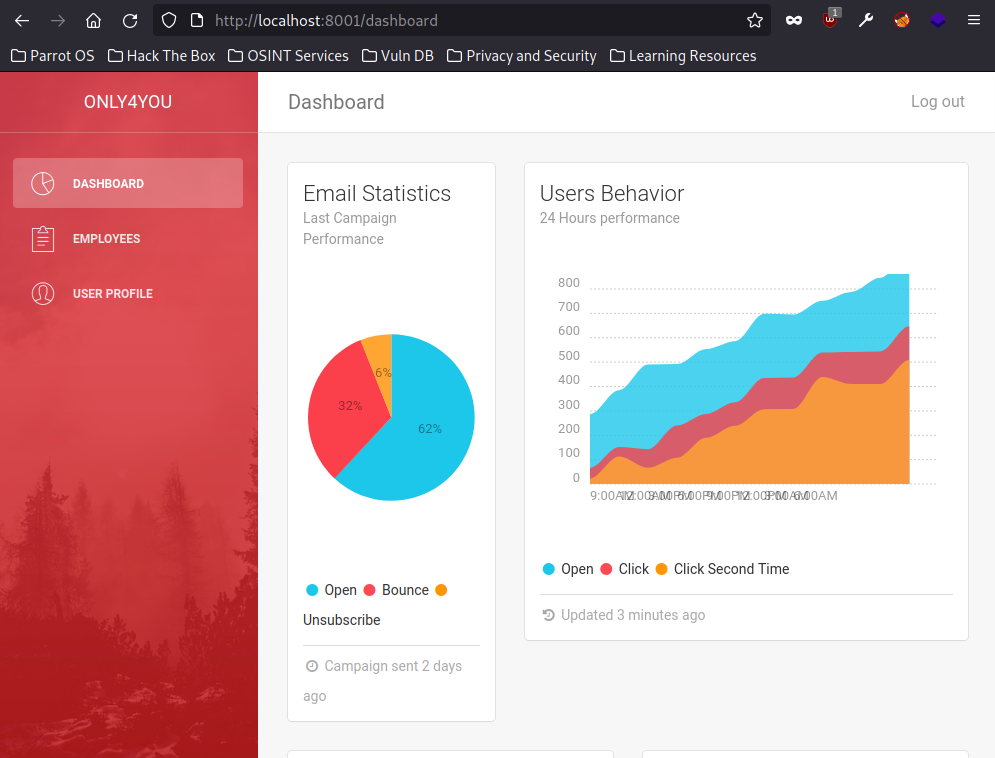 http://localhost:8001/dashboard
1
Parrot OS Hack The Box OSINT Services Vuln DB Privacy and Security Learning Resources
ONLY4YOU
Dashboard
Log out
DASHBOARD
EMPLOYEES
USER PROFILE
Email Statistics
Last Campaign
Performance
6%
32%
62%
Open Bounce
Unsubscribe
Campaign sent 2 days
ago
Users Behavior
24 Hours performance
800
700
600
500
400
300
200
100
0
9:00AM 12:00AM 3:00PM 6:00PM 9:00PM 12:00PM 3:00AM 6:00AM
Open Click Click Second Time
Updated 3 minutes ago